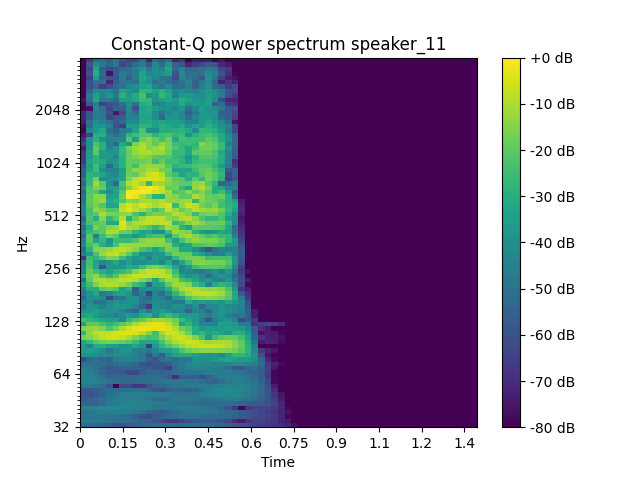 Constant-Q power spectrum speaker_11
+0 dB
-10 dB
-20 dB
-30 dB
-40 dB
-50 dB
-60 dB
-70 dB
-80 dB
2048
1024
512
256
128
64
32
Hz
0 0.15 0.3 0.45 0.6 0.75 0.9 1.1 1.2 1.4
Time